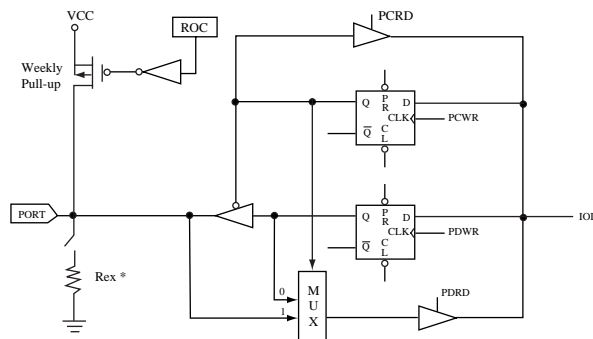 VCC
ROC
PCRD
Weekly
Pull-up
Q
P
R
D
CLK
PCWR
Q
C
L
PORT
Q
P
R
D
IOI
CLK
PDWR
Q
C
L
Rex *
0
1
M
U
X
PDRD